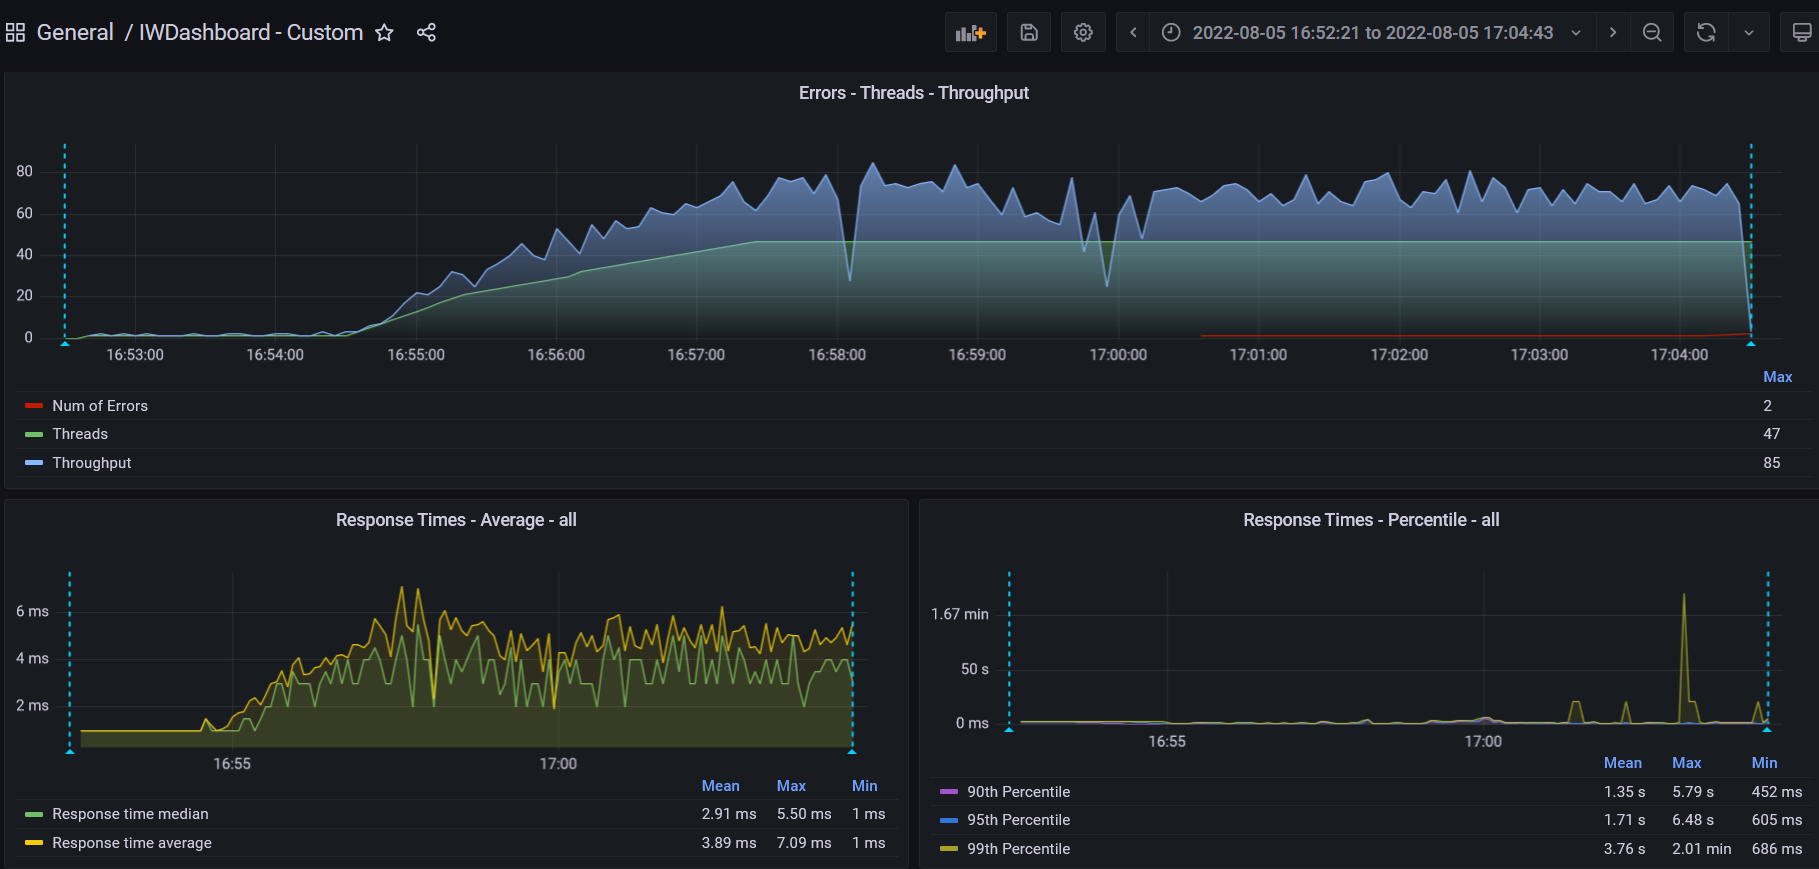 General / IWDashboard - Custom
2022-08-05 16:52:21 to 2022-08-05 17:04:43
Errors - Threads - Throughput
80
60
40
20
0
16:53:00 16:54:00 16:55:00 16:56:00 16:57:00 16:58:00 16:59:00 17:00:00 17:01:00 17:02:00 17:03:00 17:04:00
Max
Num of Errors 2
Threads 47
Throughput 85
Response Times - Average - all
6 ms
4 ms
2 ms
16:55 17:00
Mean Max Min
Response time median 2.91 ms 5.50 ms 1 ms
Response time average 3.89 ms 7.09 ms 1 ms
Response Times - Percentile - all
1.67 min
50 s
0 ms
16:55 17:00
Mean Max Min
90th Percentile 1.35 s 5.79 s 452 ms
95th Percentile 1.71 s 6.48 s 605 ms
99th Percentile 3.76 s 2.01 min 686 ms